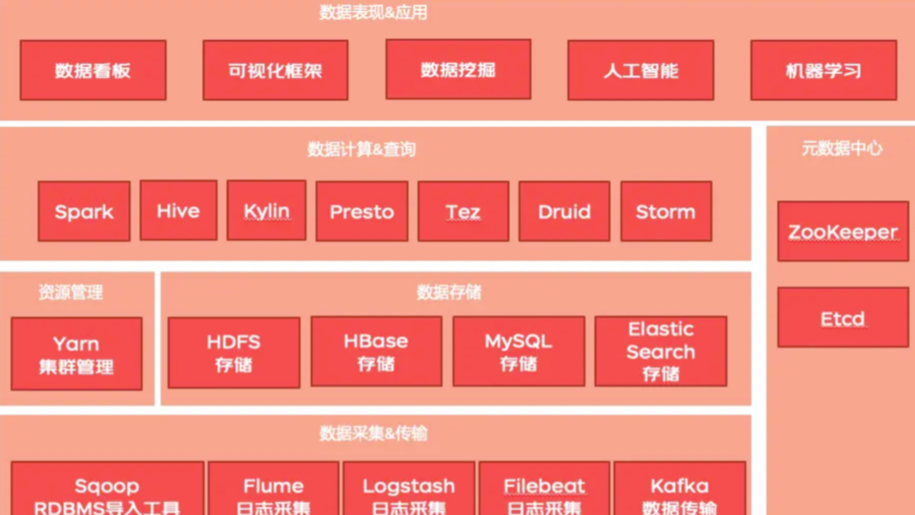 数据表现&应用
数据看板
可视化框架
数据挖掘
人工智能
机器学习
数据计算&查询
Spark
Hive
Kylin
Presto
Tez
Druid
Storm
元数据中心
ZooKeeper
Etcd
资源管理
Yarn
集群管理
数据存储
HDFS
存储
HBase
存储
MySQL
存储
Elastic
Search
存储
数据采集&传输
Sqoop
RDBMS导入工具
Flume
日志采集
Logstash
日志采集
Filebeat
日志采集
Kafka
数据传输